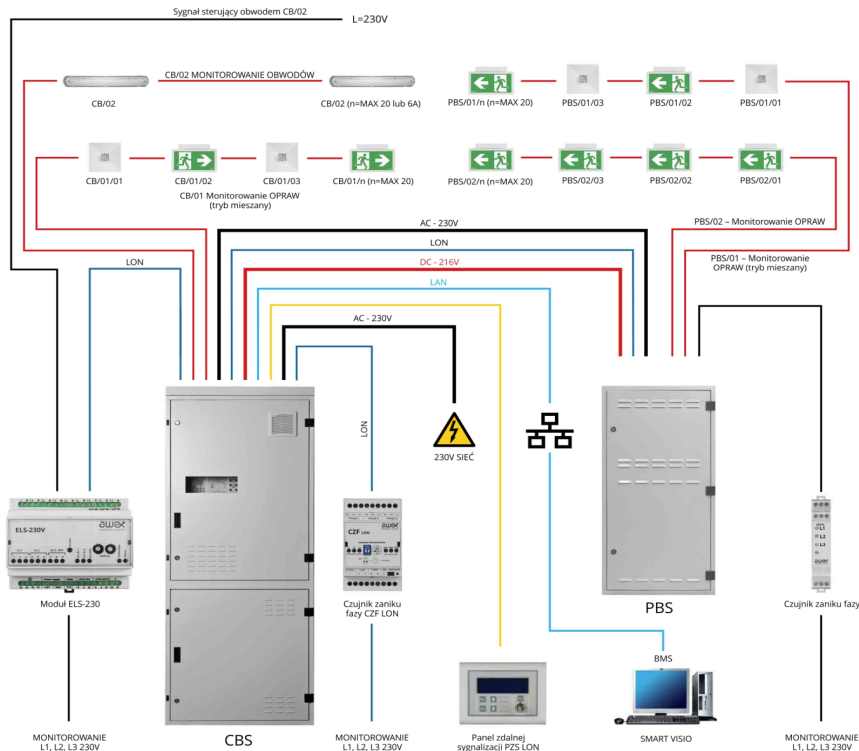 Sygnał sterujący obwodem CB/02
L=230V
CB/02 MONITOROWANIE OBWODÓW
CB/02
CB/02 (n=MAX 20 lub 6A)
PBS/01/n (n=MAX 20)
PBS/01/03
PBS/01/02
PBS/01/01
CB/01/01
CB/01/02
CB/01/03
CB/01/n (n=MAX 20)
CB/01 Monitorowanie OPRAW
(tryb mieszany)
PBS/02/n (n=MAX 20)
PBS/02/03
PBS/02/02
PBS/02/01
AC - 230V
PBS/02 – Monitorowanie OPRAW
LON
LON
DC - 216V
PBS/01 – Monitorowanie
OPRAW (tryb mieszany)
LAN
AC - 230V
LON
230V SIEĆ
awex
ELS-230V
awex
CZF LON
L1
L2
L3
awex
Moduł ELS-230
Czujnik zaniku
fazy CZF LON
PBS
Czujnik zaniku fazy
BMS
MONITOROWANIE
L1, L2, L3 230V
CBS
MONITOROWANIE
L1, L2, L3 230V
Panel zdalnej
sygnalizacji PZS LON
SMART VISIO
MONITOROWANIE
L1, L2, L3 230V